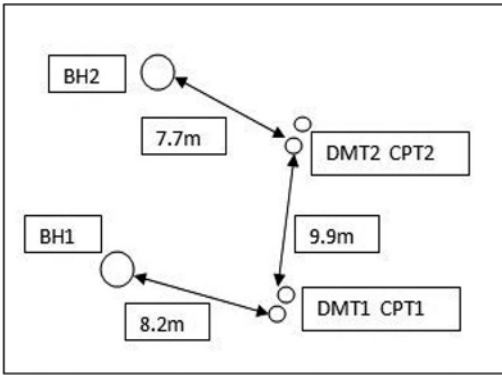 BH2
7.7m
DMT2 CPT2
BH1
9.9m
8.2m
DMT1 CPT1